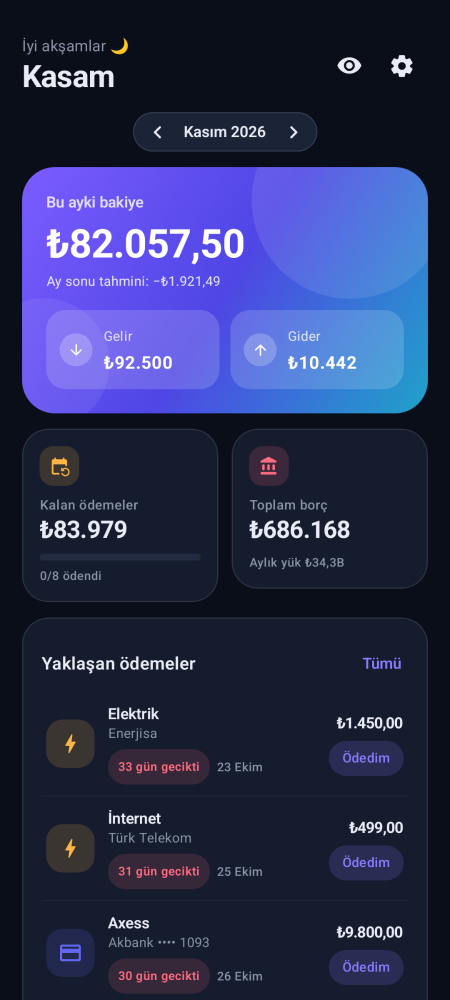 İyi akşamlar 🌙
Kasam
Kasım 2026
Bu ayki bakiye
₺82.057,50
Ay sonu tahmini: −₺1.921,49
Gelir
₺92.500
Gider
₺10.442
Kalan ödemeler
₺83.979
0/8 ödendi
Toplam borç
₺686.168
Aylık yük ₺34,3B
Yaklaşan ödemeler
Tümü
Elektrik
Enerjisa
33 gün gecikti 23 Ekim
₺1.450,00
Ödedim
İnternet
Türk Telekom
31 gün gecikti 25 Ekim
₺499,00
Ödedim
Axess
Akbank •••• 1093
30 gün gecikti 26 Ekim
₺9.800,00
Ödedim